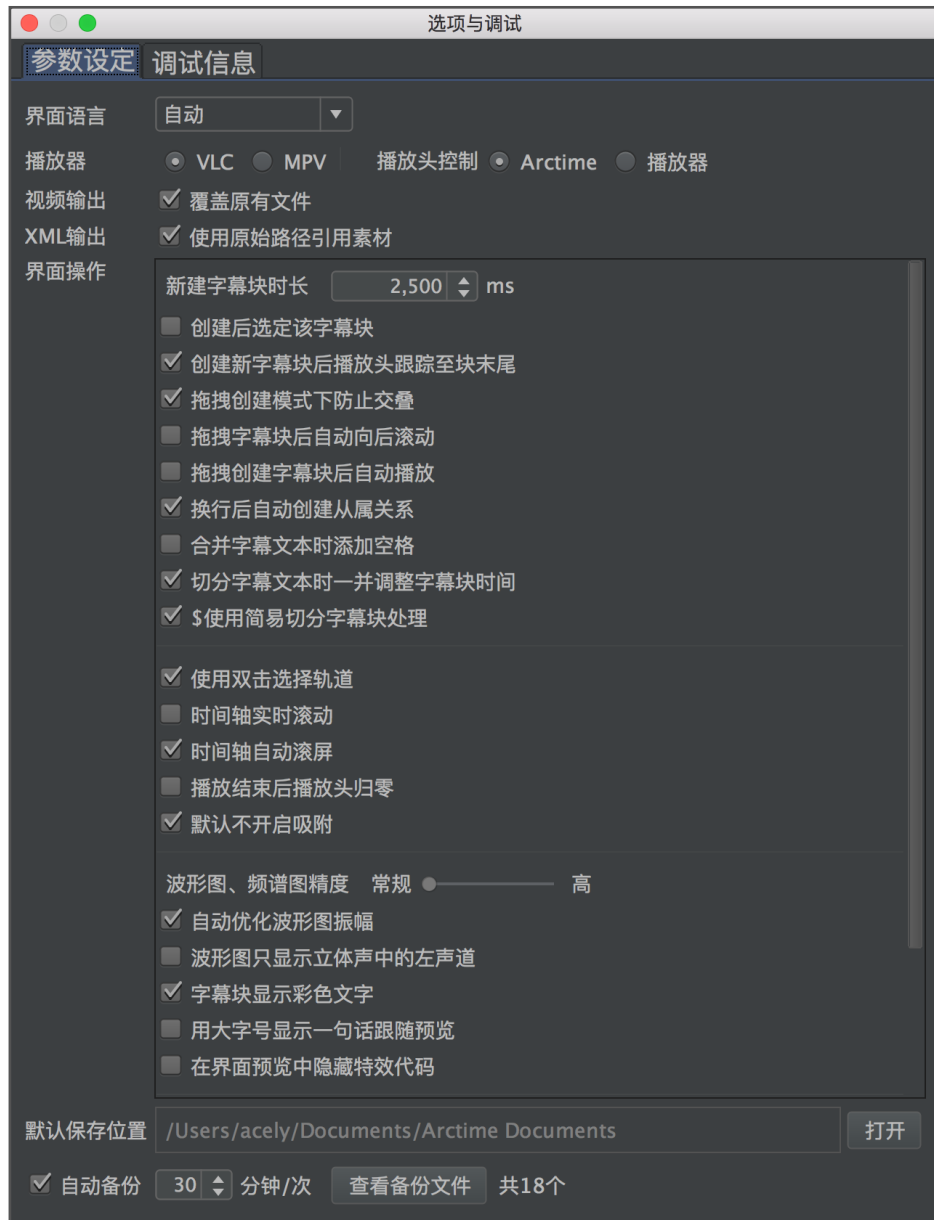 选项与调试
参数设定 调试信息
界面语言 自动
播放器 VLC MPV 播放头控制 Arctime 播放器
视频输出 覆盖原有文件
XML输出 使用原始路径引用素材
界面操作
新建字幕块时长 2,500 ms
创建后选定该字幕块
创建新字幕块后播放头跟踪至块末尾
拖拽创建模式下防止交叠
拖拽字幕块后自动向后滚动
拖拽创建字幕块后自动播放
换行后自动创建从属关系
合并字幕文本时添加空格
切分字幕文本时一并调整字幕块时间
$使用简易切分字幕块处理
使用双击选择轨道
时间轴实时滚动
时间轴自动滚屏
播放结束后播放头归零
默认不开启吸附
波形图、频谱图精度 常规 高
自动优化波形图振幅
波形图只显示立体声中的左声道
字幕块显示彩色文字
用大字号显示一句话跟随预览
在界面预览中隐藏特效代码
默认保存位置 /Users/acely/Documents/Arctime Documents 打开
自动备份 30 分钟/次 查看备份文件 共18个